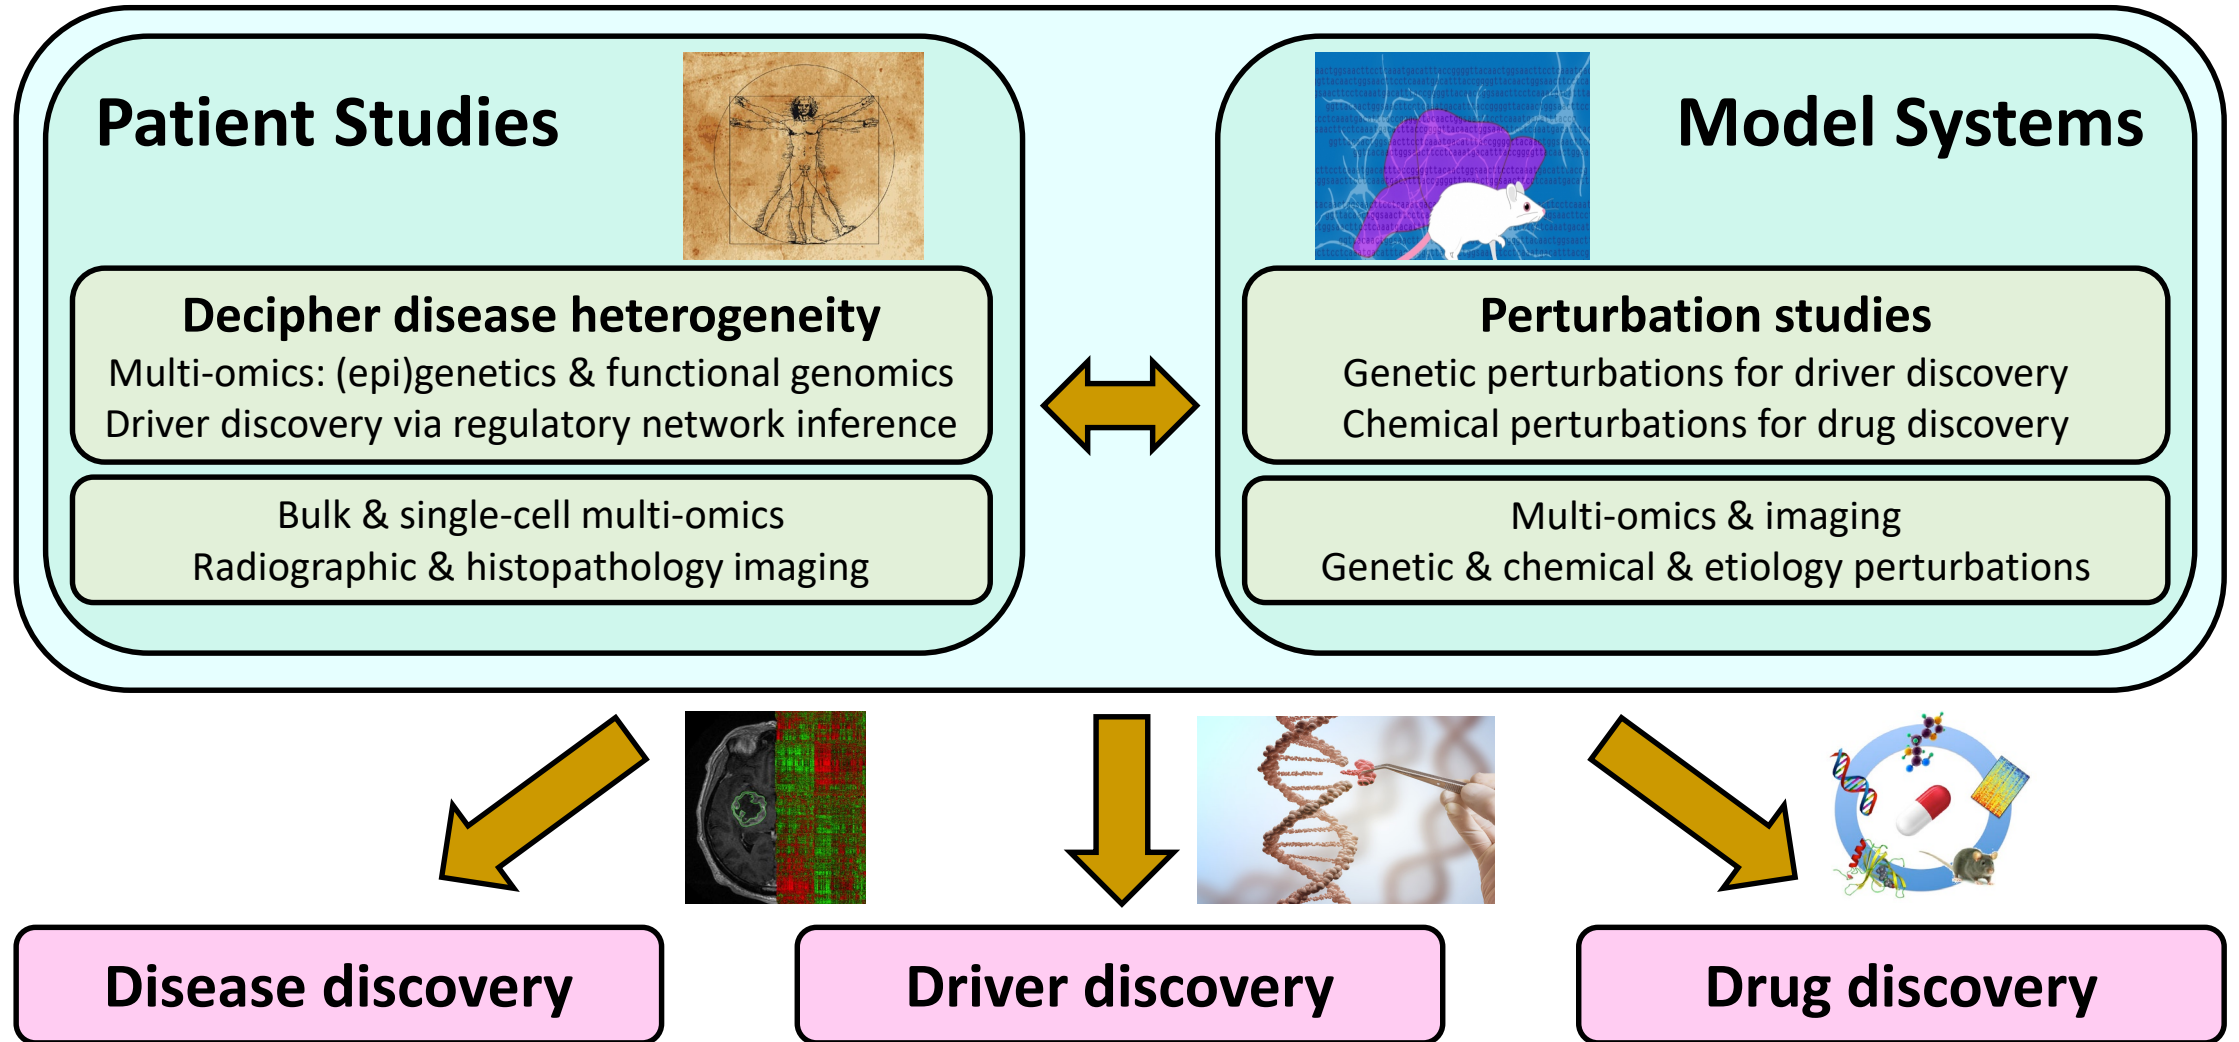 Patient Studies
Decipher disease heterogeneity
Multi-omics: (epi)genetics & functional genomics
Driver discovery via regulatory network inference
Bulk & single-cell multi-omics
Radiographic & histopathology imaging
Model Systems
Perturbation studies
Genetic perturbations for driver discovery
Chemical perturbations for drug discovery
Multi-omics & imaging
Genetic & chemical & etiology perturbations
Disease discovery
Driver discovery
Drug discovery